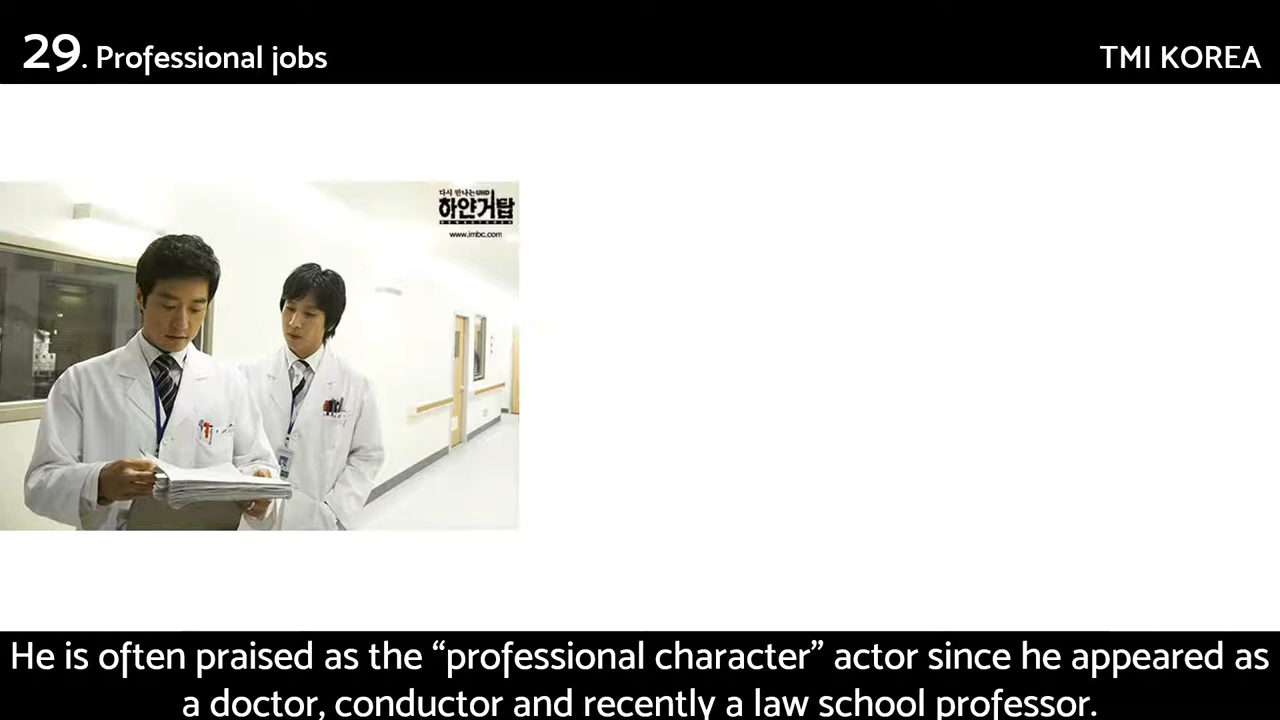 29. Professional jobs
TMI KOREA
다시 만나는 UHD
하얀거탑
www.imbc.com
He is often praised as the “professional character” actor since he appeared as
a doctor, conductor and recently a law school professor.